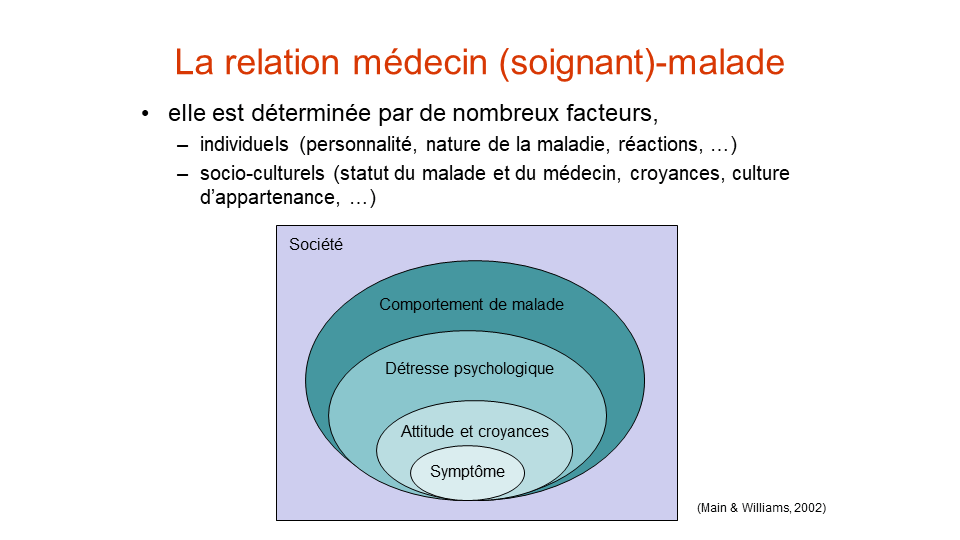 La relation médecin (soignant)-malade
• elle est déterminée par de nombreux facteurs,
– individuels (personnalité, nature de la maladie, réactions, …)
– socio-culturels (statut du malade et du médecin, croyances, culture
d'appartenance, …)
Société
Comportement de malade
Détresse psychologique
Attitude et croyances
Symptôme
(Main & Williams, 2002)